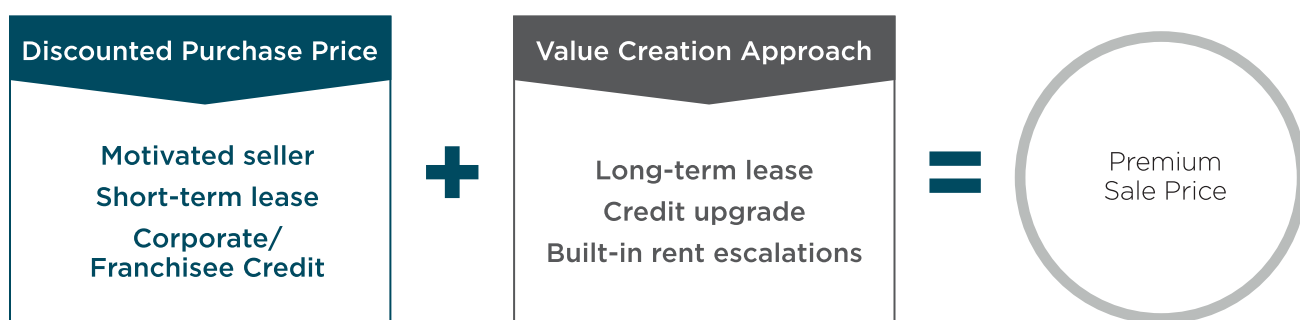 Discounted Purchase Price
Motivated seller
Short-term lease
Corporate/
Franchisee Credit
+
Value Creation Approach
Long-term lease
Credit upgrade
Built-in rent escalations
=
Premium
Sale Price